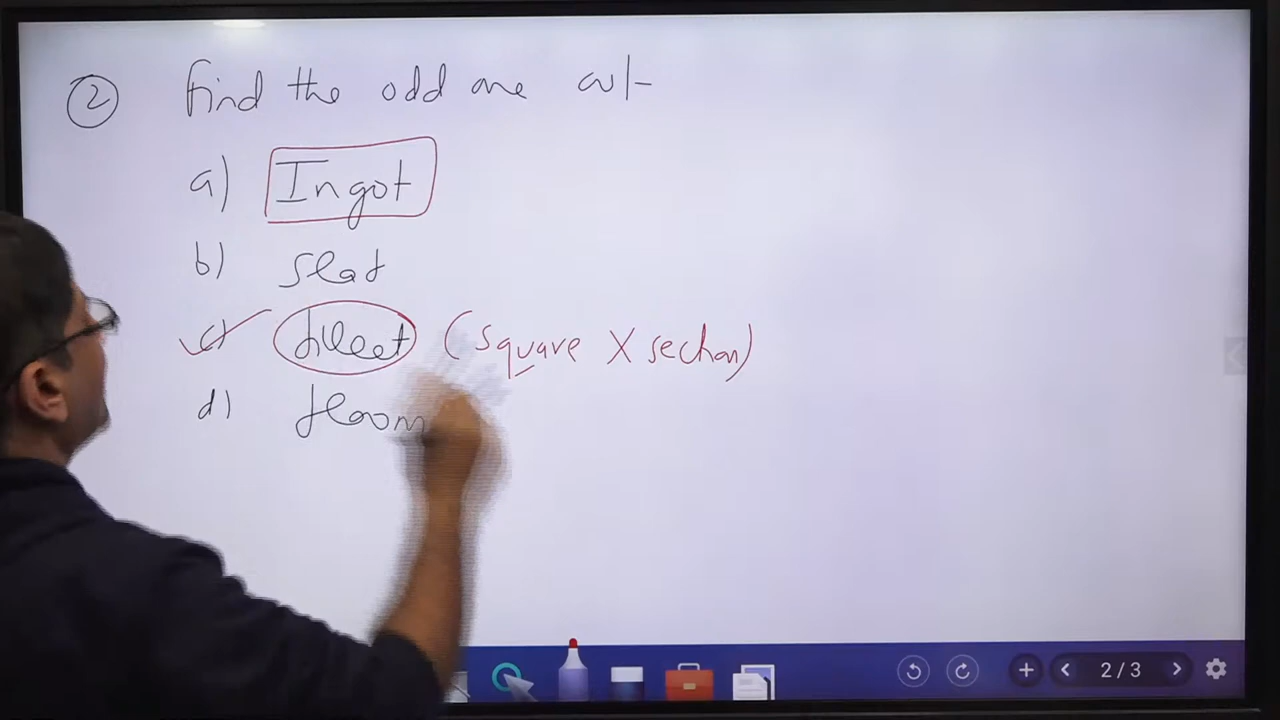 ② Find the odd one out
a) Ingot
b) Slab
c) billet (square X section)
d) bloom
2/3